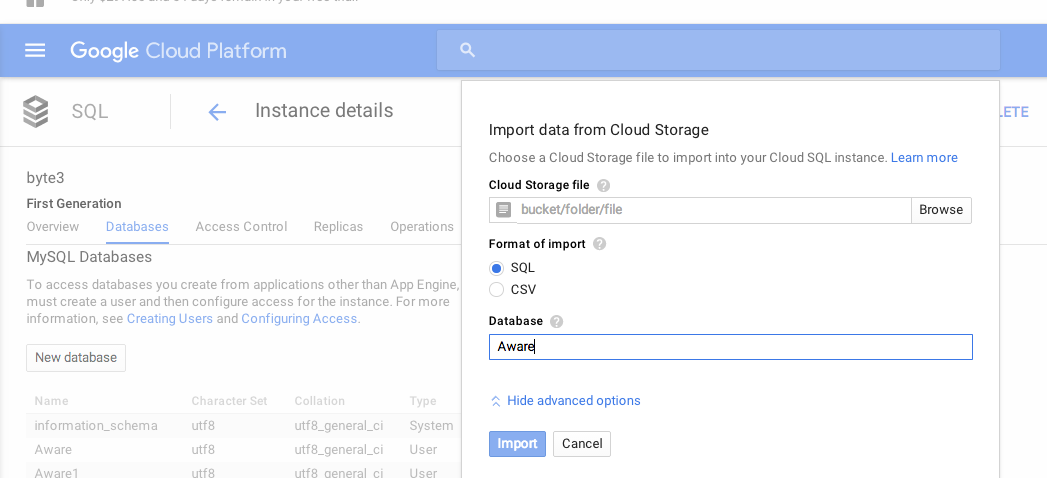 Google Cloud Platform
SQL
Instance details
LETE
byte3
First Generation
Overview Databases Access Control Replicas Operations
MySQL Databases
To access databases you create from applications other than App Engine,
must create a user and then configure access for the instance. For more
information, see Creating Users and Configuring Access.
New database
Name Character Set Collation Type
information_schema utf8 utf8_general_ci System
Aware utf8 utf8_general_ci User
Aware1 utf8 utf8_general_ci User
Import data from Cloud Storage
Choose a Cloud Storage file to import into your Cloud SQL instance. Learn more
Cloud Storage file ?
bucket/folder/file Browse
Format of import ?
SQL
CSV
Database ?
Aware
Hide advanced options
Import Cancel